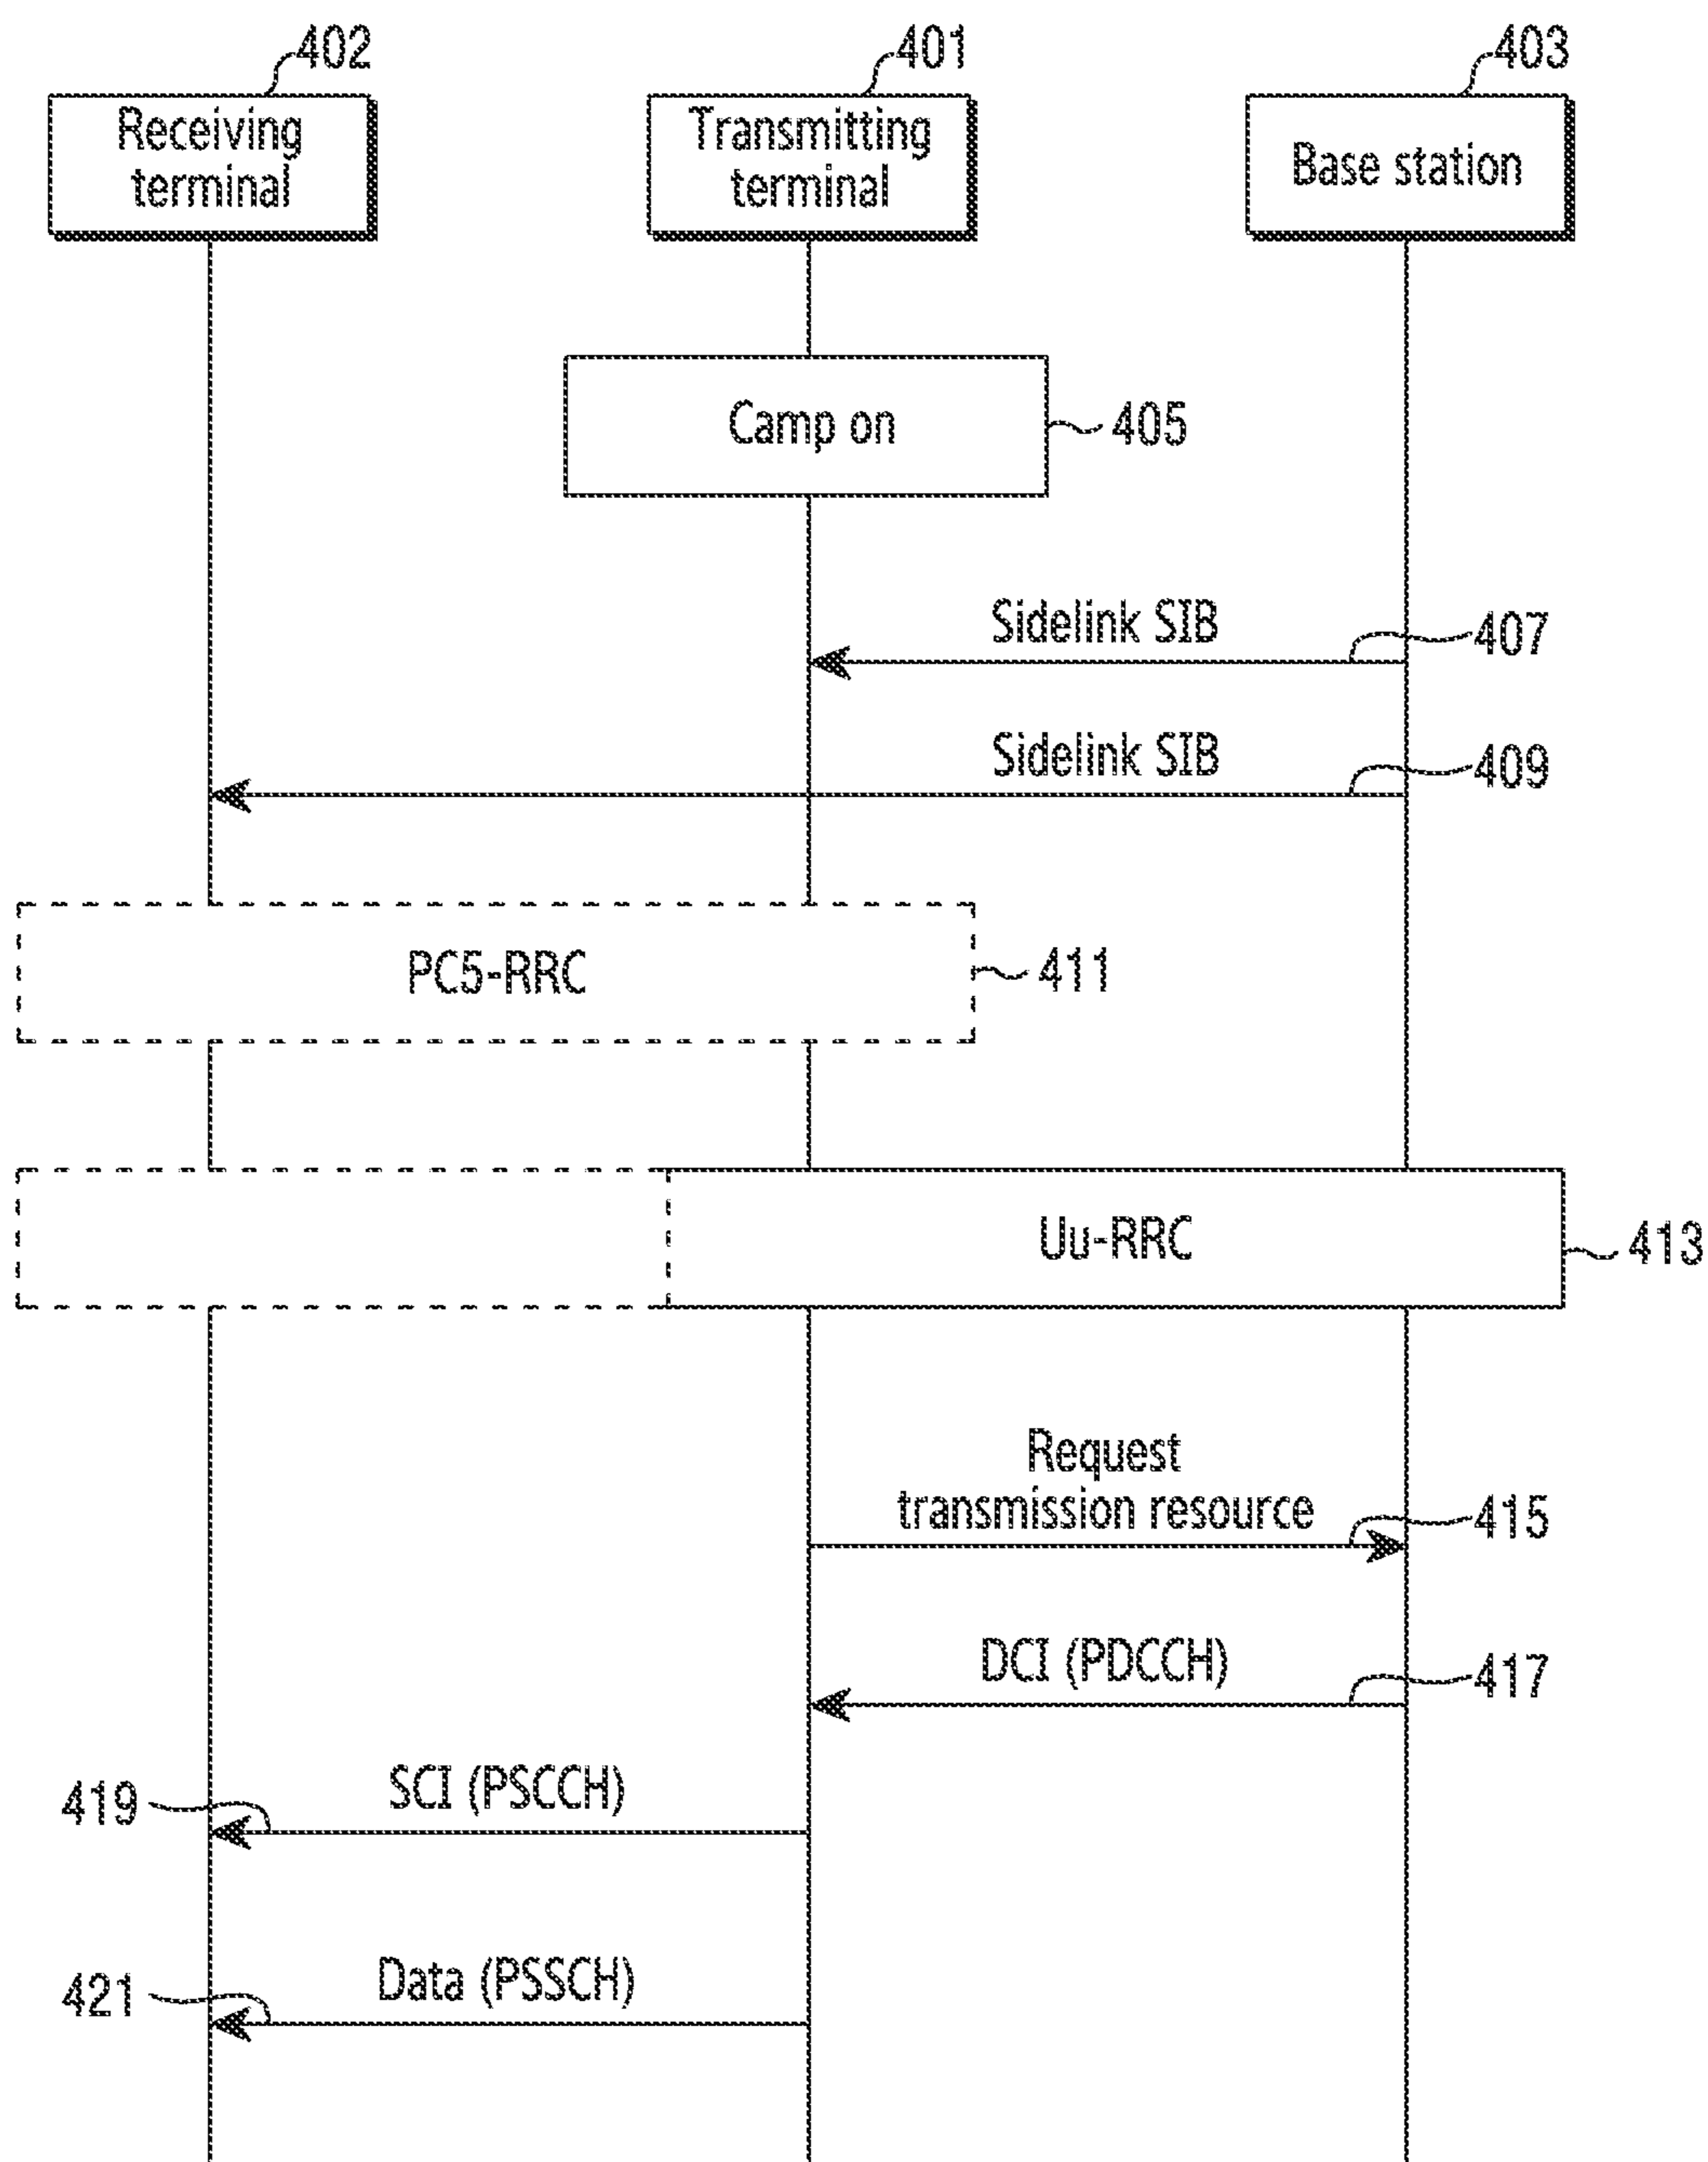 402
401
403
Receiving
terminal
Transmitting
terminal
Base station
Camp on
405
Sidelink SIB
407
Sidelink SIB
409
PC5-RRC
411
Uu-RRC
413
Request
transmission resource
415
DCI (PDCCH)
417
SCI (PSCCH)
419
Data (PSSCH)
421